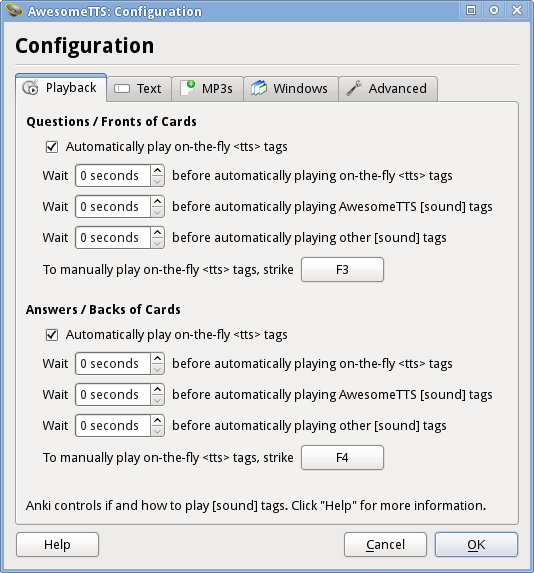 AwesomeTTS: Configuration
Configuration
Playback Text MP3s Windows Advanced
Questions / Fronts of Cards
Automatically play on-the-fly <tts> tags
Wait 0 seconds before automatically playing on-the-fly <tts> tags
Wait 0 seconds before automatically playing AwesomeTTS [sound] tags
Wait 0 seconds before automatically playing other [sound] tags
To manually play on-the-fly <tts> tags, strike F3
Answers / Backs of Cards
Automatically play on-the-fly <tts> tags
Wait 0 seconds before automatically playing on-the-fly <tts> tags
Wait 0 seconds before automatically playing AwesomeTTS [sound] tags
Wait 0 seconds before automatically playing other [sound] tags
To manually play on-the-fly <tts> tags, strike F4
Anki controls if and how to play [sound] tags. Click "Help" for more information.
Help Cancel OK